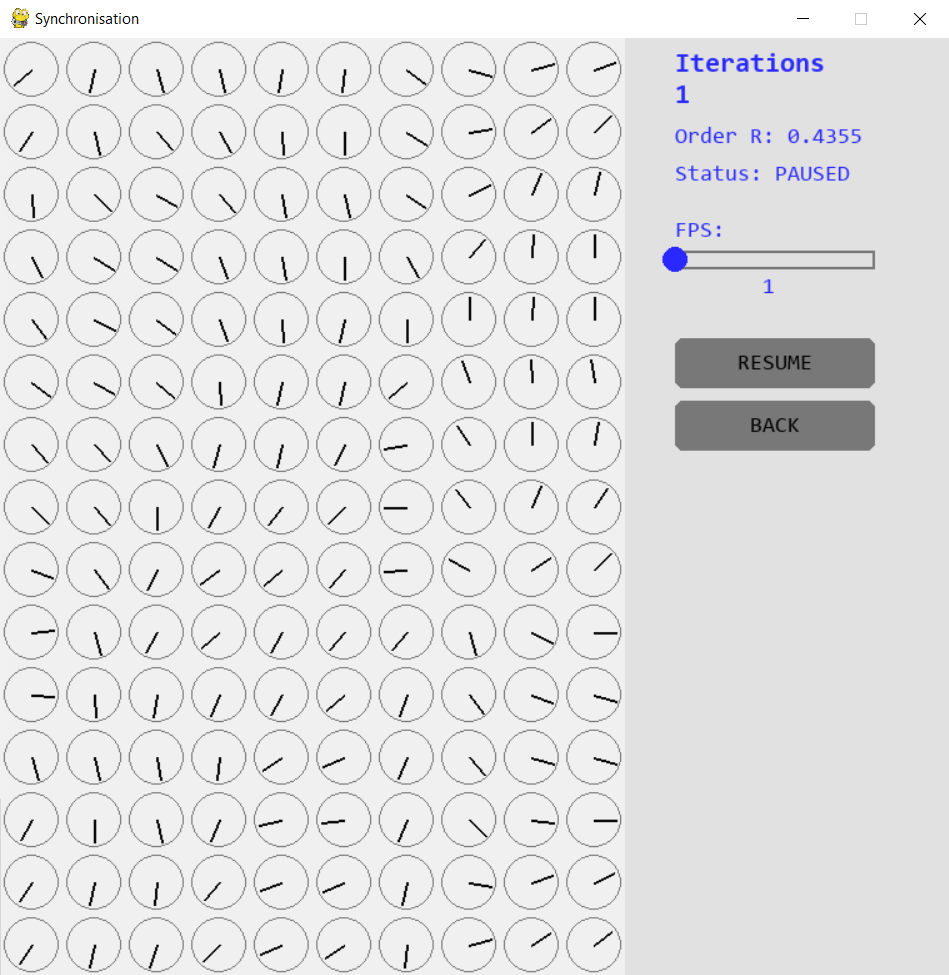 Synchronisation
Iterations
1
Order R: 0.4355
Status: PAUSED
FPS:
1
RESUME
BACK